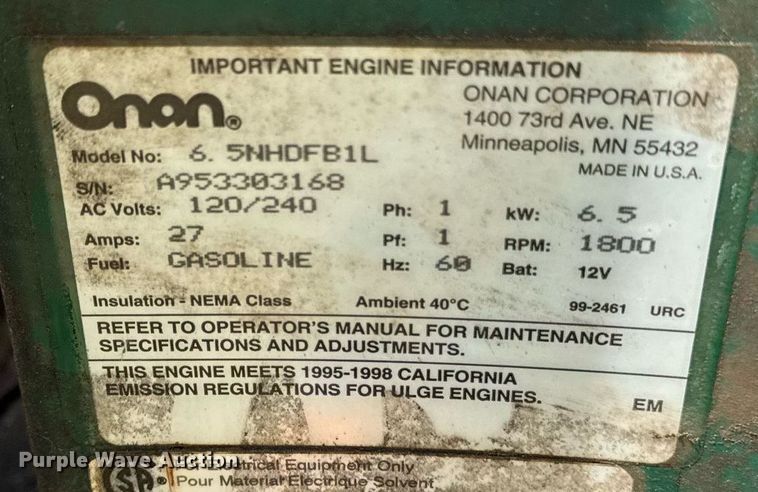 IMPORTANT ENGINE INFORMATION
Onan®
ONAN CORPORATION
1400 73rd Ave. NE
Minneapolis, MN 55432
MADE IN U.S.A.
Model No: 6.5NHDFB1L
S/N: A953303168
AC Volts: 120/240 Ph: 1 kW: 6.5
Amps: 27 Pf: 1 RPM: 1800
Fuel: GASOLINE Hz: 60 Bat: 12V
Insulation - NEMA Class Ambient 40°C 99-2461 URC
REFER TO OPERATOR'S MANUAL FOR MAINTENANCE
SPECIFICATIONS AND ADJUSTMENTS.
THIS ENGINE MEETS 1995-1998 CALIFORNIA
EMISSION REGULATIONS FOR ULGE ENGINES.
EM
Purple Wave Auction
SA® Electrical Equipment Only
Pour Material Electrique Solvent